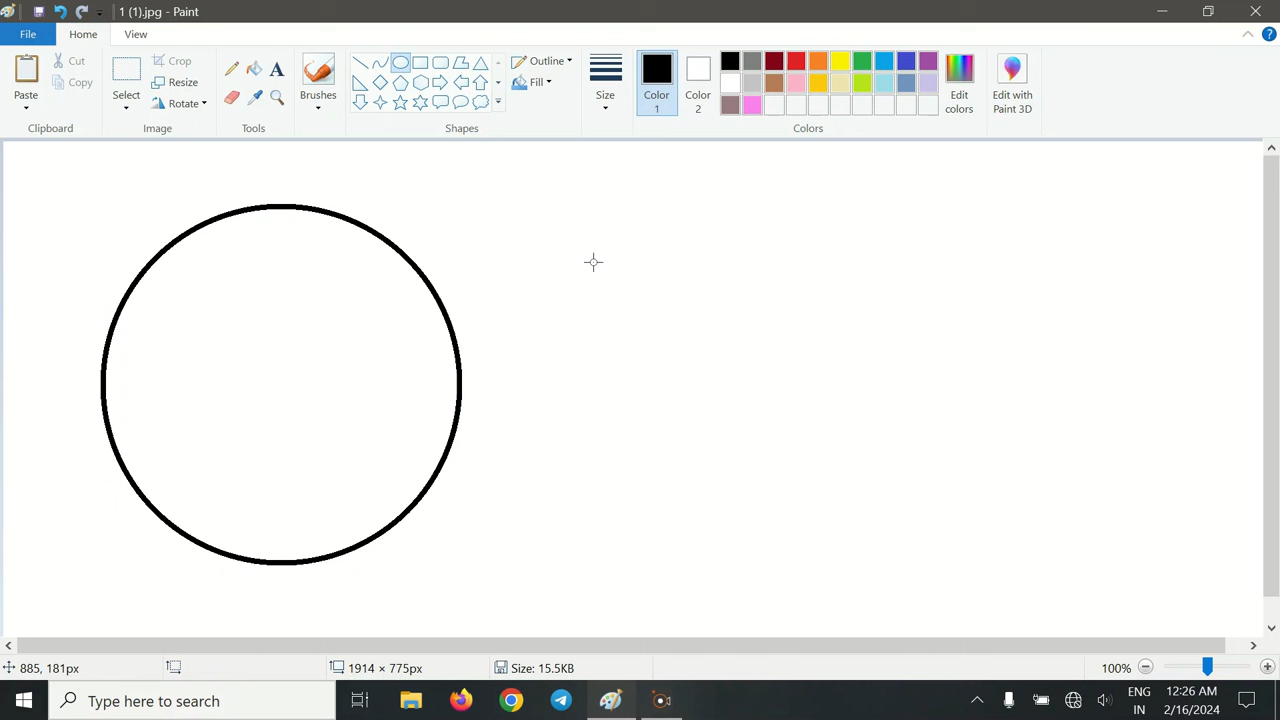 1 (1).jpg - Paint
File
Home
View
Paste
Cut
Copy
Clipboard
Select
Crop
Resize
Rotate
Image
A
Tools
Brushes
Outline
Fill
Shapes
Size
Color 1
Color 2
Edit colors
Colors
Edit with Paint 3D
885, 181px
1914 × 775px
Size: 15.5KB
100%
Type here to search
ENG
IN
12:26 AM
2/16/2024